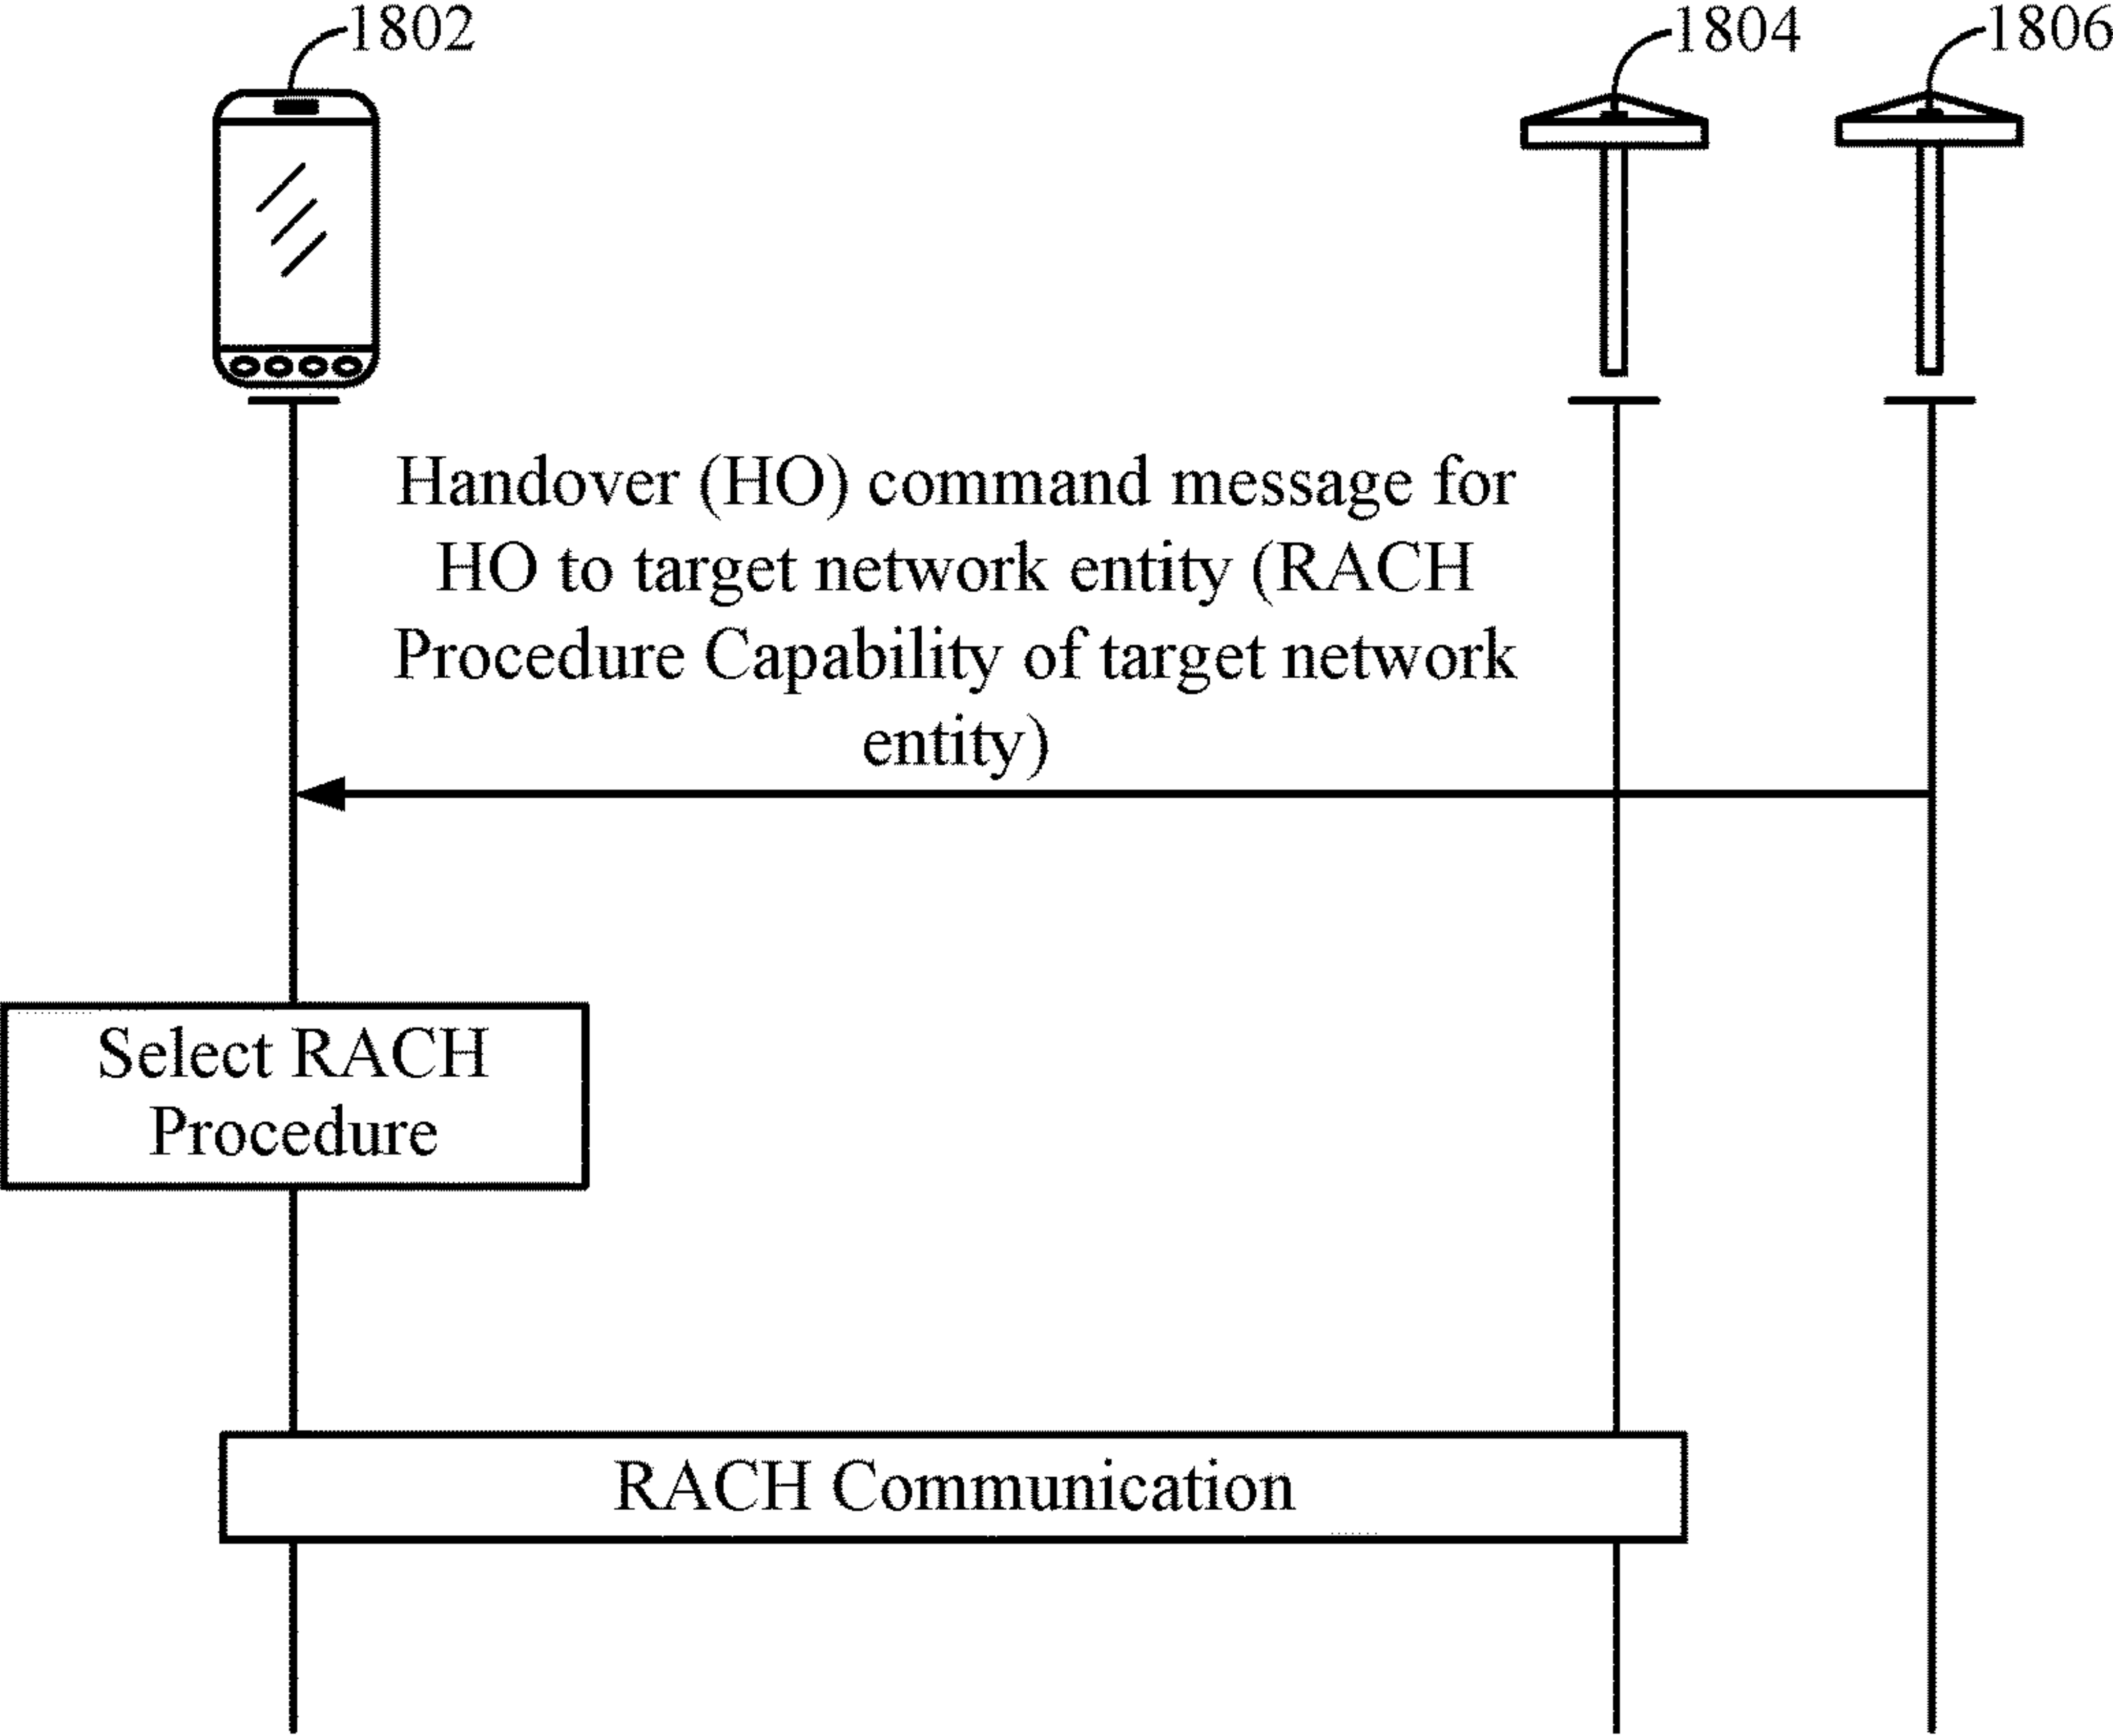 1802
1804
1806
Handover (HO) command message for
HO to target network entity (RACH
Procedure Capability of target network
entity)
Select RACH
Procedure
RACH Communication